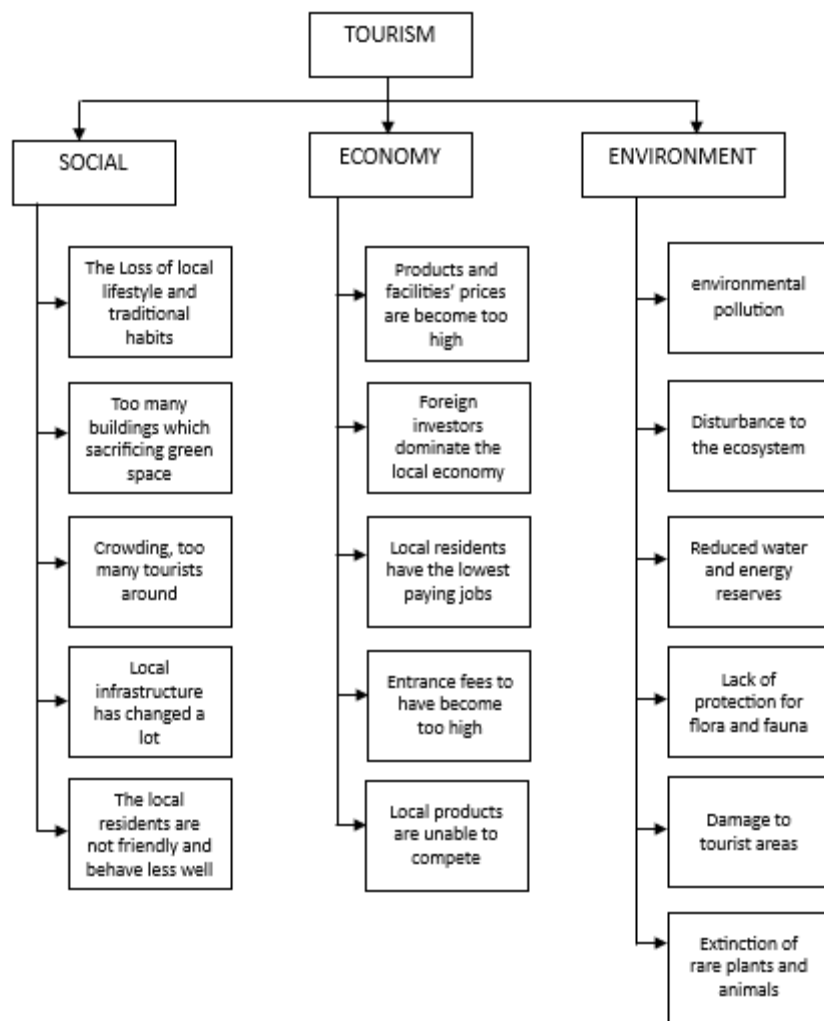 TOURISM
SOCIAL
ECONOMY
ENVIRONMENT
The Loss of local
lifestyle and
traditional
habits
Too many
buildings which
sacrificing green
space
Crowding, too
many tourists
around
Local
infrastructure
has changed a
lot
The local
residents are
not friendly and
behave less well
Products and
facilities’ prices
are become too
high
Foreign
investors
dominate the
local economy
Local residents
have the lowest
paying jobs
Entrance fees to
have become
too high
Local products
are unable to
compete
environmental
pollution
Disturbance to
the ecosystem
Reduced water
and energy
reserves
Lack of
protection for
flora and fauna
Damage to
tourist areas
Extinction of
rare plants and
animals